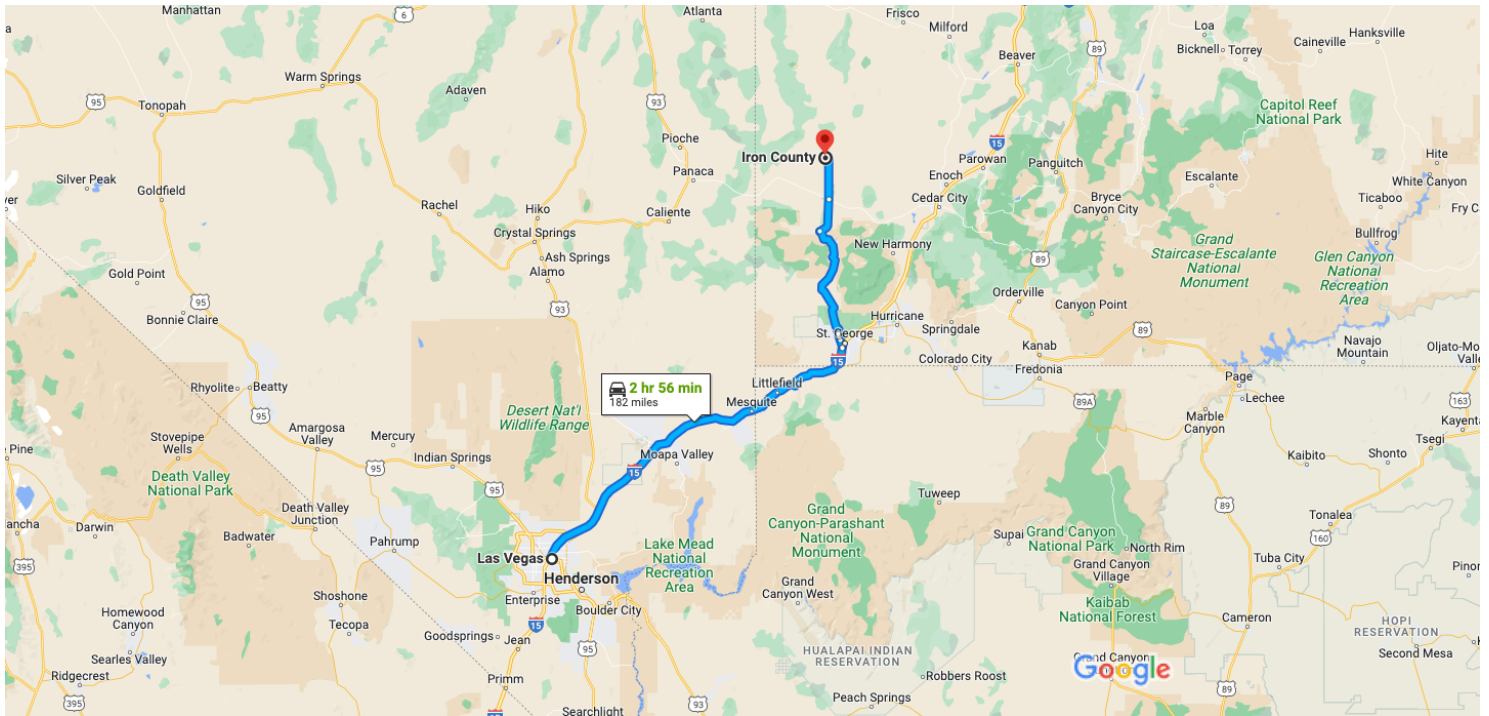 Manhattan
6
Atlanta
Frisco
Milford
Loa
Hanksville
Bicknell
Torrey
Caineville
89
Beaver
Warm Springs
Adaven
95
Tonopah
93
95
Capitol Reef
National Park
Pioche
15
Iron County
Parowan
Panguitch
Hite
Silver Peak
Goldfield
Panaca
Enoch
Escalante
White Canyon
Rachel
Hiko
Caliente
Cedar City
Bryce
Canyon City
Ticaboo
Fry C
Crystal Springs
New Harmony
Grand
Staircase-Escalante
National
Monument
Bullfrog
Ash Springs
Alamo
Gold Point
89
Glen Canyon
National
Recreation
Area
95
Bonnie Claire
93
Orderville
Canyon Point
Hurricane
Springdale
St. George
89
Navajo
Mountain
Oljato-Mo
Valle
15
Colorado City
Kanab
Fredonia
Rhyolite
Beatty
2 hr 56 min
182 miles
Littlefield
Mesquite
Page
Lechee
89A
163
95
Desert Nat'l
Wildlife Range
Marble
Canyon
Kayenta
Amargosa
Valley
Mercury
Stovepipe
Wells
e Pine
Indian Springs
95
Moapa Valley
15
Tsegi
Kaibito
Shonto
Death Valley
National Park
95
Tuweep
89
Death Valley
Junction
Grand
Canyon-Parashant
National
Monument
Tonalea
ancha
Darwin
Badwater
Pahrump
Supai
Grand Canyon
National Park
North Rim
160
Las Vegas
Lake Mead
National
Recreation
Area
Tuba City
395
Henderson
Grand
Canyon West
Grand Canyon
Village
Pinor
Shoshone
Enterprise
Boulder City
Kaibab
National Forest
Homewood
Canyon
Tecopa
Goodsprings
15
Jean
95
Cameron
HOPI
RESERVATION
Searles Valley
HUALAPAI INDIAN
RESERVATION
Second Mesa
Ridgecrest
Primm
Robbers Roost
Grand Canyon
Google
395
Searchlight
93
Peach Springs
89